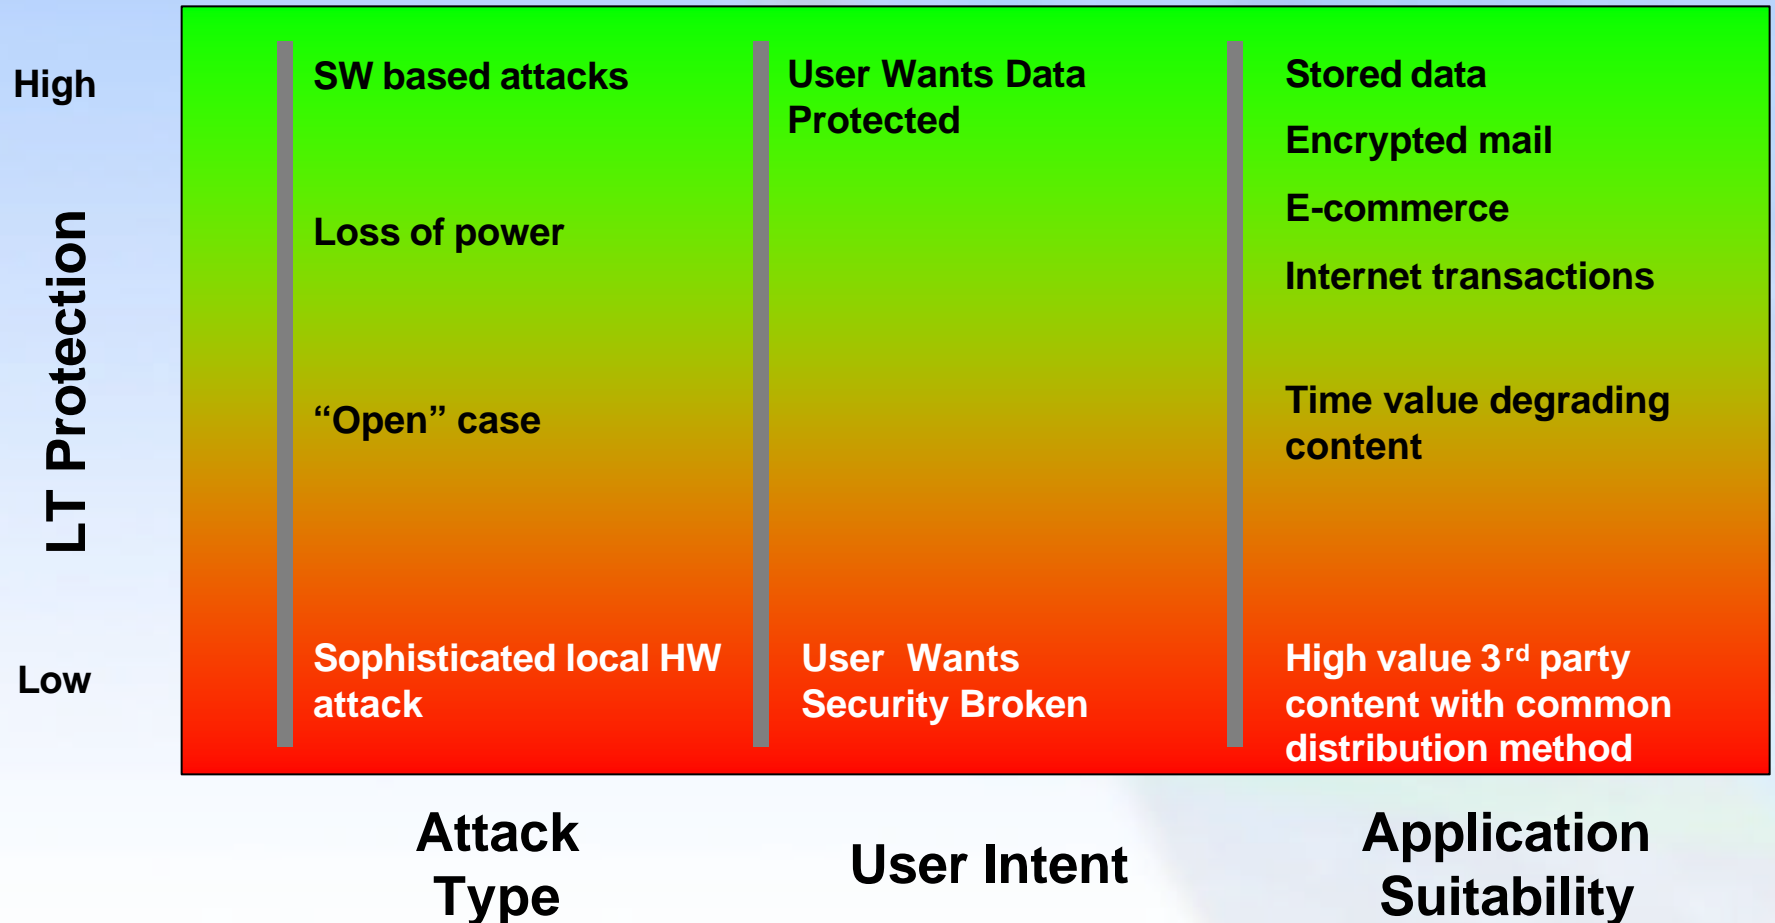 High
LT Protection
Low
SW based attacks
Loss of power
“Open” case
Sophisticated local HW
attack
User Wants Data
Protected
User Wants
Security Broken
Stored data
Encrypted mail
E-commerce
Internet transactions
Time value degrading
content
High value 3rd party
content with common
distribution method
Attack
Type
User Intent
Application
Suitability